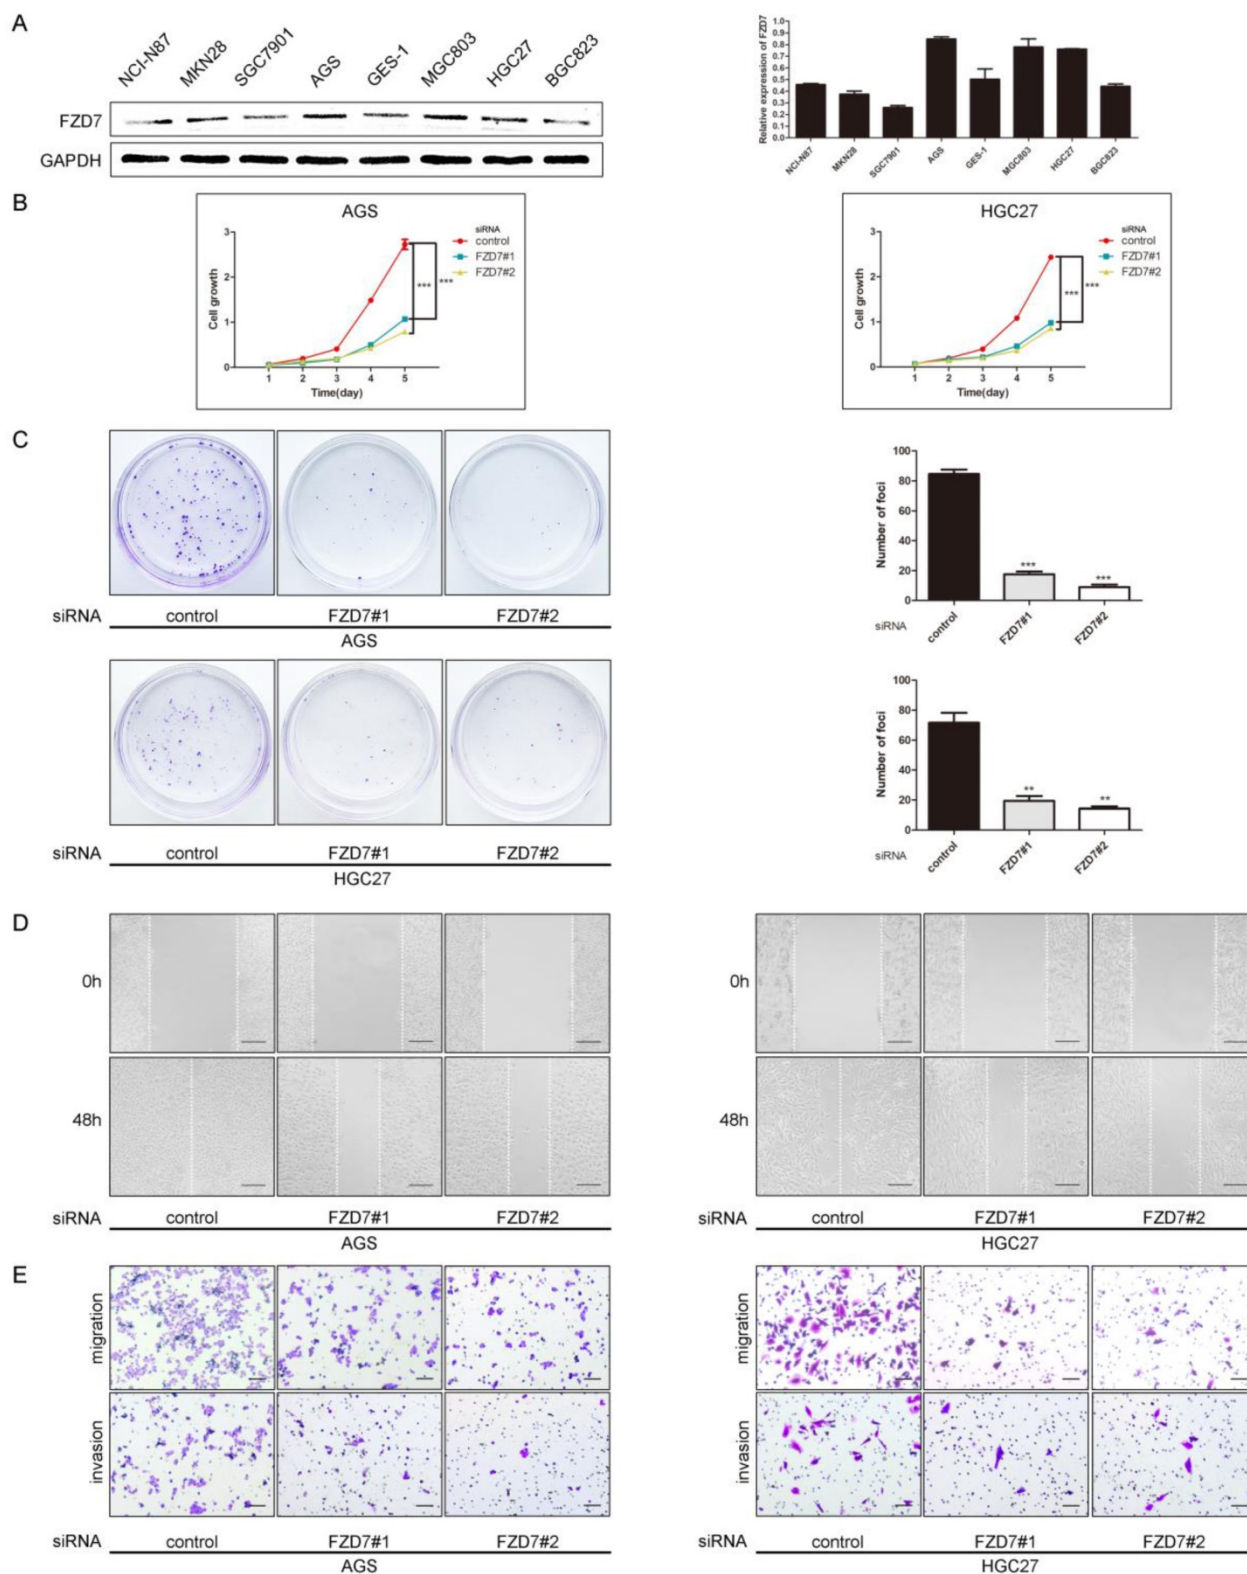 A
NCI-N87 MKN28 SGC7901 AGS GES-1 MGC803 HGC27 BGC823
FZD7
GAPDH
Relative expression of FZD7
1.0
0.9
0.8
0.7
0.6
0.5
0.4
0.3
0.2
0.1
0.0
NCI-N87 MKN28 SGC7901 AGS GES-1 MGC803 HGC27 BGC823
B
AGS
Cell growth
3
2
1
0
1 2 3 4 5
Time(day)
siRNA
control
FZD7#1
FZD7#2
*** ***
HGC27
Cell growth
3
2
1
0
1 2 3 4 5
Time(day)
siRNA
control
FZD7#1
FZD7#2
*** ***
C
siRNA control FZD7#1 FZD7#2
AGS
Number of foci
100
80
60
40
20
0
*** ***
siRNA control FZD7#1 FZD7#2
siRNA control FZD7#1 FZD7#2
HGC27
Number of foci
100
80
60
40
20
0
** **
siRNA control FZD7#1 FZD7#2
D
0h
48h
siRNA control FZD7#1 FZD7#2
AGS
0h
48h
siRNA control FZD7#1 FZD7#2
HGC27
E
migration
invasion
siRNA control FZD7#1 FZD7#2
AGS
migration
invasion
siRNA control FZD7#1 FZD7#2
HGC27